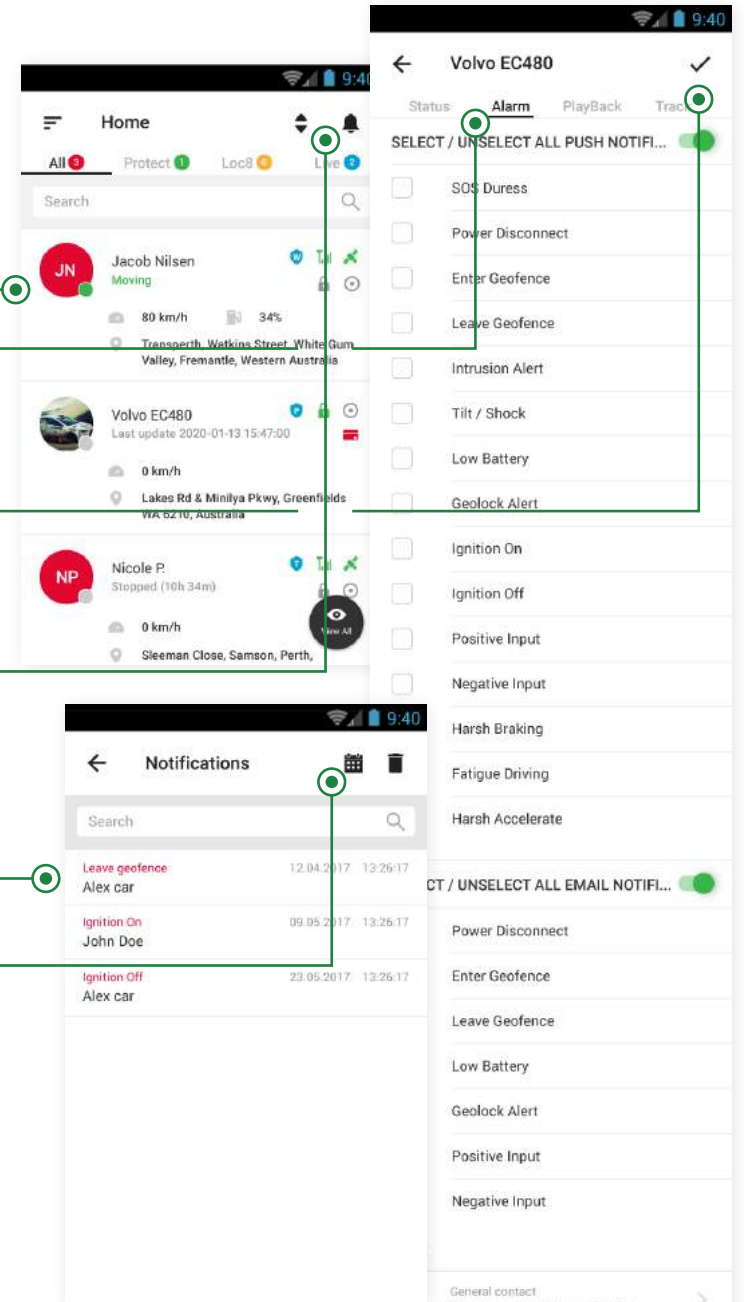 9:40
Home
All 3 Protect 1 Loc8 Live 2
Search
JN
Jacob Nilsen
Moving
80 km/h 34%
Transperth, Watkins Street, White Gum
Valley, Fremantle, Western Australia
Volvo EC480
Last update 2020-01-13 15:47:00
0 km/h
Lakes Rd & Minilya Pkwy, Greenfields
WA 6210, Australia
NP
Nicole P.
Stopped (10h 34m)
0 km/h
View All
Sleeman Close, Samson, Perth,
9:40
Volvo EC480
Status Alarm PlayBack Trac
SELECT / UNSELECT ALL PUSH NOTIFI...
SOS Duress
Power Disconnect
Enter Geofence
Leave Geofence
Intrusion Alert
Tilt / Shock
Low Battery
Geolock Alert
Ignition On
Ignition Off
Positive Input
Negative Input
Harsh Braking
Fatigue Driving
Harsh Accelerate
CT / UNSELECT ALL EMAIL NOTIFI...
Power Disconnect
Enter Geofence
Leave Geofence
Low Battery
Geolock Alert
Positive Input
Negative Input
General contact
9:40
Notifications
Search
Leave geofence 12.04.2017 13:26:17
Alex car
Ignition On 09.05.2017 13:26:17
John Doe
Ignition Off 23.05.2017 13:26:17
Alex car